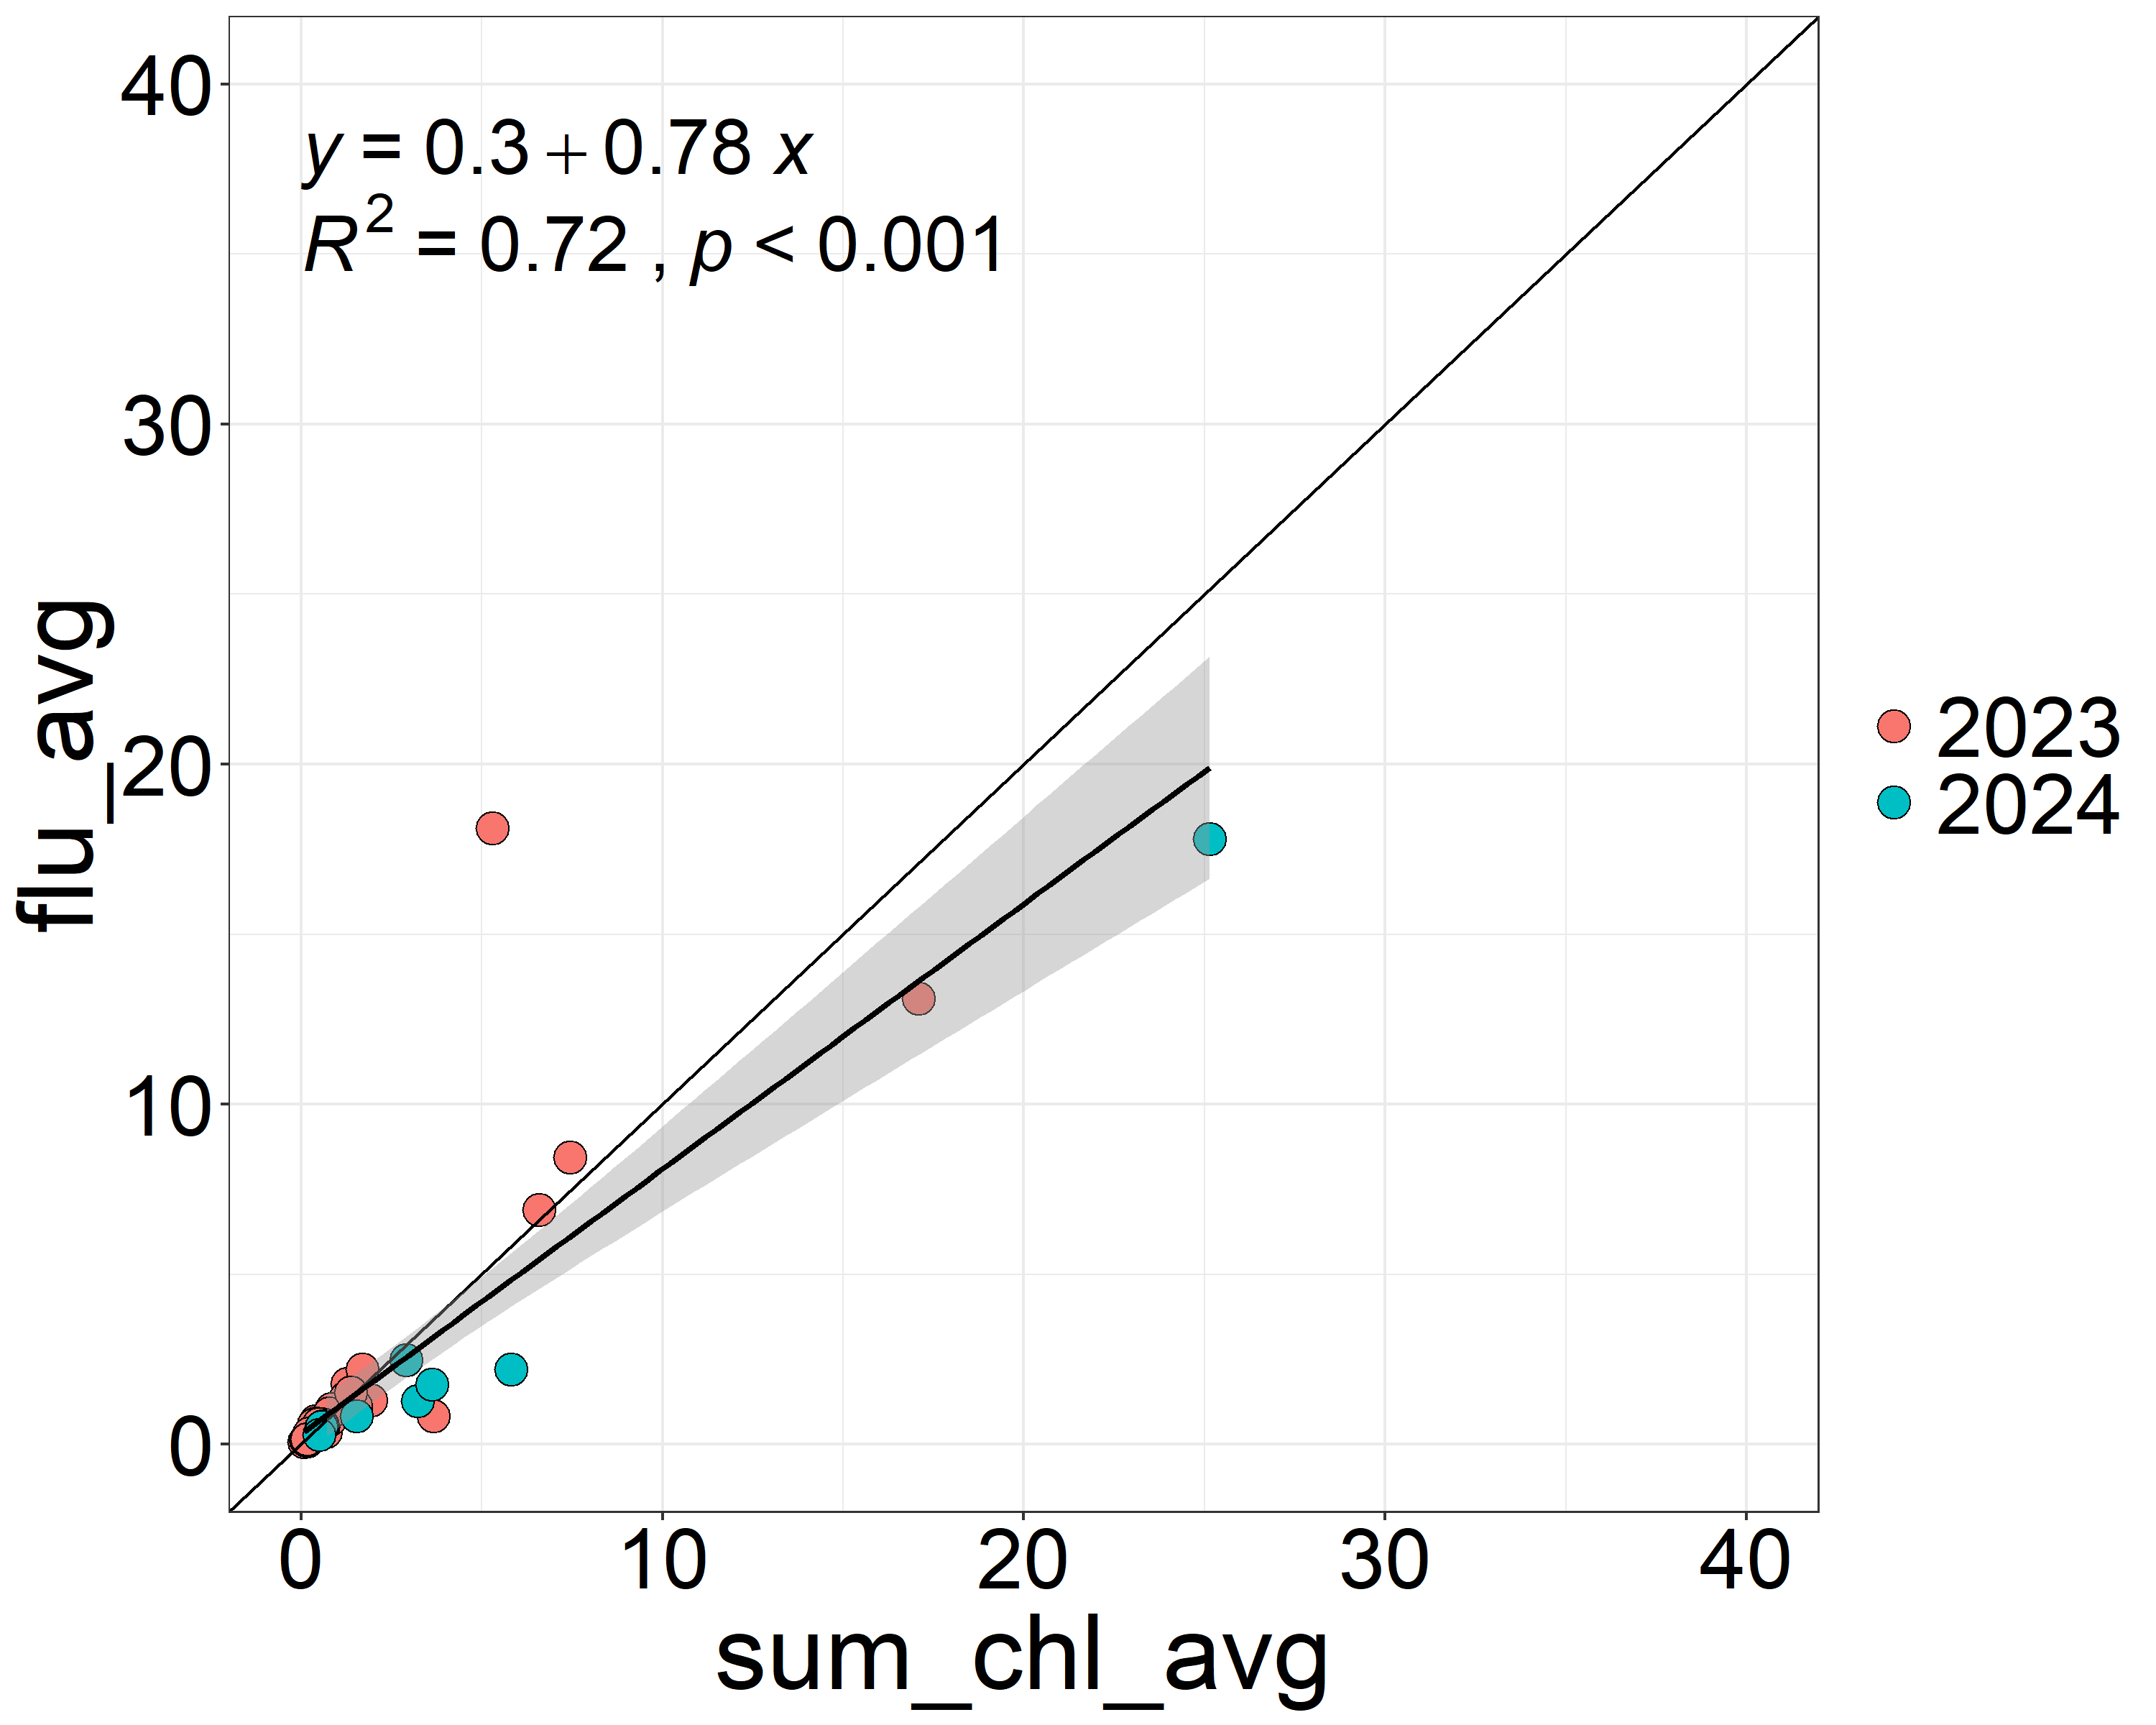 40
30
20
10
0
y = 0.3 + 0.78 x
R² = 0.72 , p < 0.001
flu_avg
0 10 20 30 40
sum_chl_avg
2023
2024